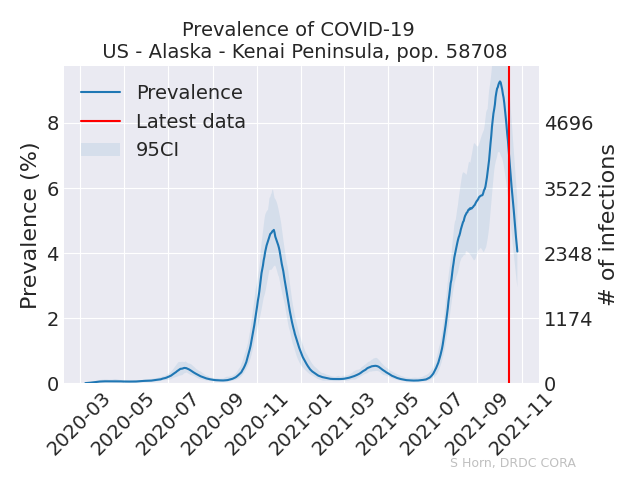 Prevalence of COVID-19
US - Alaska - Kenai Peninsula, pop. 58708
Prevalence
Latest data
95CI
Prevalence (%)
8
6
4
2
0
4696
3522
2348
1174
0
# of infections
2020-03
2020-05
2020-07
2020-09
2020-11
2021-01
2021-03
2021-05
2021-07
2021-09
2021-11
S Horn, DRDC CORA